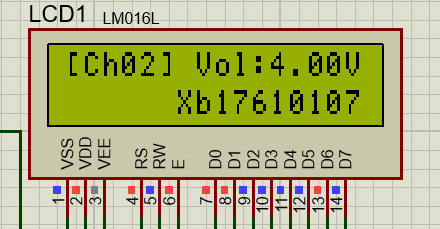 LCD1 LM016L
[Ch02] Vol:4.00V
Xb17610107
VSS VDD VEE RS RW E D0 D1 D2 D3 D4 D5 D6 D7
1 2 3 4 5 6 7 8 9 10 11 12 13 14